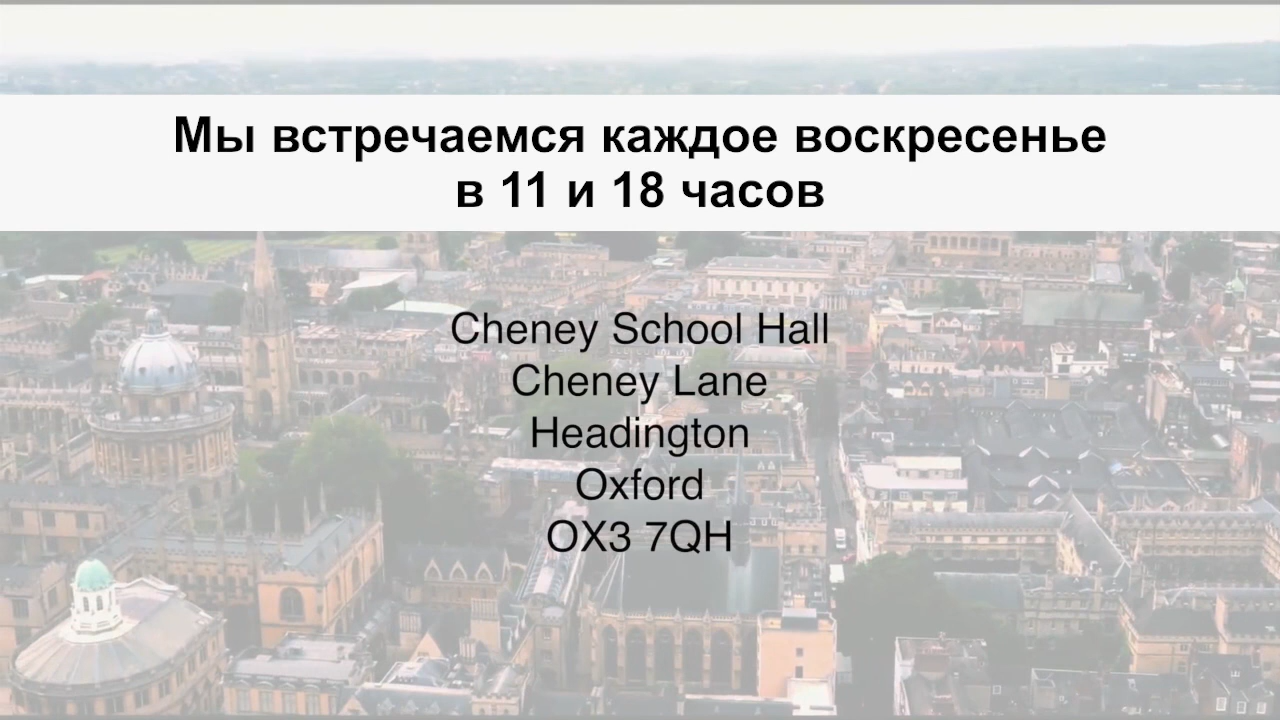 Мы встречаемся каждое воскресенье
в 11 и 18 часов
Cheney School Hall
Cheney Lane
Headington
Oxford
OX3 7QH